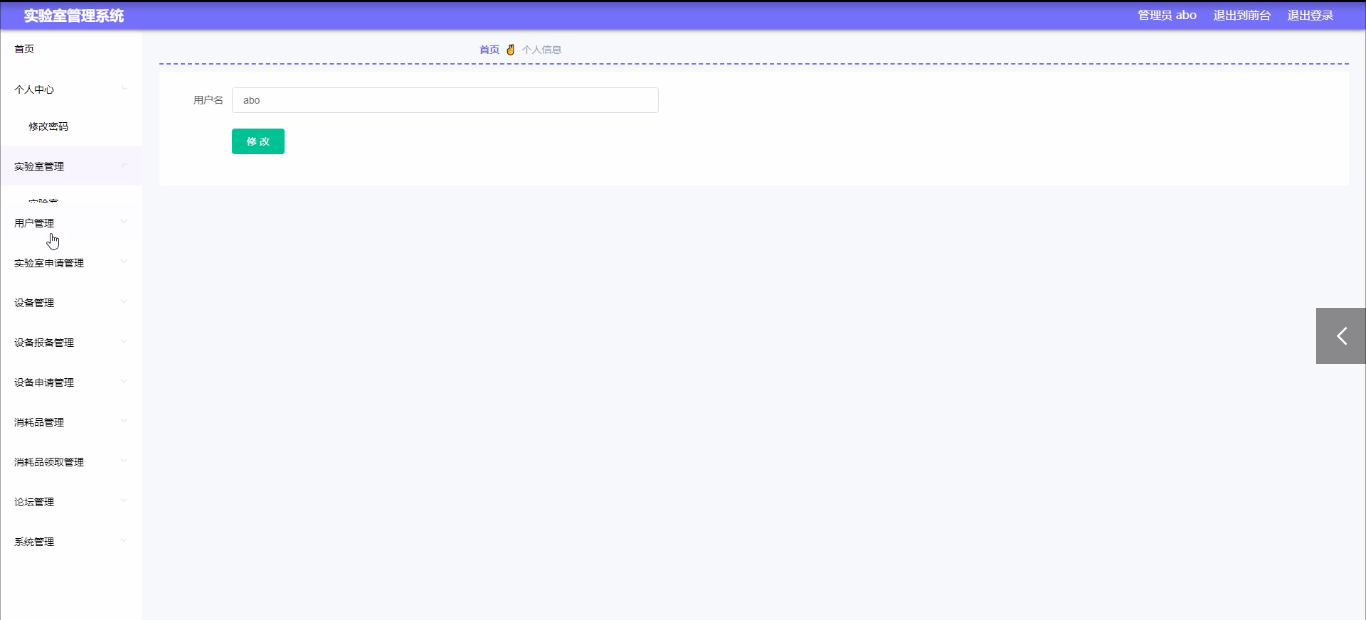 实验室管理系统
管理员 abo 退出到前台 退出登录
首页
首页 个人信息
个人中心
用户名 abo
修改密码
修 改
实验室管理
实验室
用户管理
实验室申请管理
设备管理
设备报备管理
设备申请管理
消耗品管理
消耗品领取管理
论坛管理
系统管理